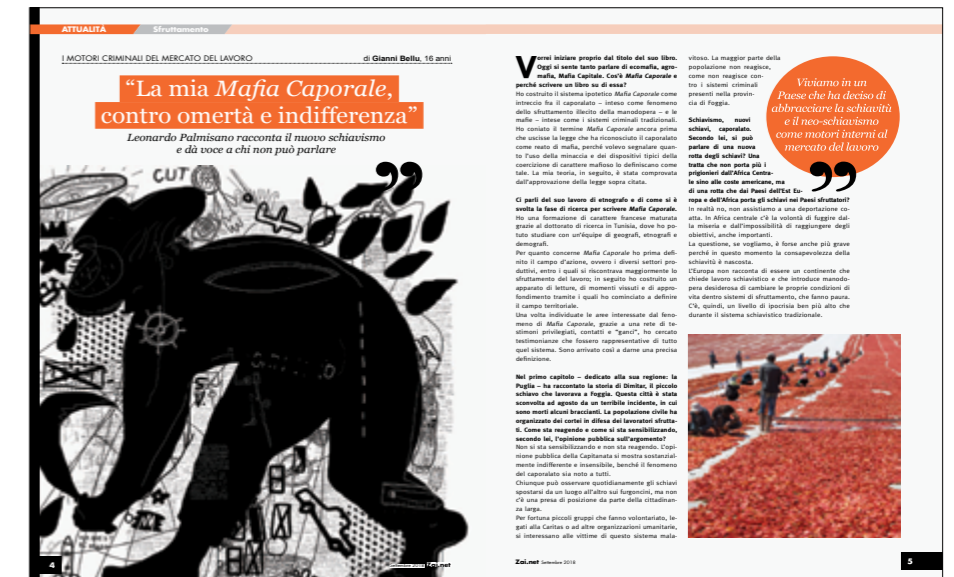 ATTUALITÀ
Sfruttamento
I MOTORI CRIMINALI DEL MERCATO DEL LAVORO
di Gianni Bellu, 16 anni
“La mia Mafia Caporale,
contro omertà e indifferenza”
Leonardo Palmisano racconta il nuovo schiavismo
e dà voce a chi non può parlare
CUT
4
Settembre 2018 Zai.net
Vorrei iniziare proprio dal titolo del suo libro.
Oggi si sente tanto parlare di ecomafia, agro-
mafia, Mafia Capitale. Cos’è Mafia Caporale e
perché scrivere un libro su di essa?
Ho costruito il sistema ipotetico Mafia Caporale come
intreccio fra il caporalato – inteso come fenomeno
dello sfruttamento illecito della manodopera – e le
mafie – intese come i sistemi criminali tradizionali.
Ho coniato il termine Mafia Caporale ancora prima
che uscisse la legge che ha riconosciuto il caporalato
come reato di mafia, perché volevo segnalare quan-
to l’uso della minaccia e dei dispositivi tipici della
coercizione di carattere mafioso lo definiscano come
tale. La mia teoria, in seguito, è stata comprovata
dall’approvazione della legge sopra citata.
Ci parli del suo lavoro di etnografo e di come si è
svolta la fase di ricerca per scrivere Mafia Caporale.
Ho una formazione di carattere francese maturata
grazie al dottorato di ricerca in Tunisia, dove ho po-
tuto studiare con un’équipe di geografi, etnografi e
demografi.
Per quanto concerne Mafia Caporale ho prima defi-
nito il campo d’azione, ovvero i diversi settori pro-
duttivi, entro i quali si riscontrava maggiormente lo
sfruttamento del lavoro; in seguito ho costruito un
apparato di letture, di momenti vissuti e di appro-
fondimento tramite i quali ho cominciato a definire
il campo territoriale.
Una volta individuate le aree interessate dal feno-
meno di Mafia Caporale, grazie a una rete di te-
stimoni privilegiati, contatti e “ganci”, ho cercato
testimonianze che fossero rappresentative di tutto
quel sistema. Sono arrivato così a darne una precisa
definizione.
Nel primo capitolo – dedicato alla sua regione: la
Puglia – ha raccontato la storia di Dimitar, il piccolo
schiavo che lavorava a Foggia. Questa città è stata
sconvolta ad agosto da un terribile incidente, in cui
sono morti alcuni braccianti. La popolazione civile ha
organizzato dei cortei in difesa dei lavoratori sfrutta-
ti. Come sta reagendo e come si sta sensibilizzando,
secondo lei, l’opinione pubblica sull’argomento?
Non si sta sensibilizzando e non sta reagendo. L’opi-
nione pubblica della Capitanata si mostra sostanzial-
mente indifferente e insensibile, benché il fenomeno
del caporalato sia noto a tutti.
Chiunque può osservare quotidianamente gli schiavi
spostarsi da un luogo all’altro sui furgoncini, ma non
c’è una presa di posizione da parte della cittadinan-
za larga.
Per fortuna piccoli gruppi che fanno volontariato, le-
gati alla Caritas o ad altre organizzazioni umanitarie,
si interessano alle vittime di questo sistema mala-
vitoso. La maggior parte della
popolazione non reagisce,
come non reagisce con-
tro i sistemi criminali
presenti nella provin-
cia di Foggia.
Schiavismo, nuovi
schiavi, caporalato.
Secondo lei, si può
parlare di una nuova
rotta degli schiavi? Una
tratta che non porta più i
prigionieri dall’Africa Centra-
le sino alle coste americane, ma
di una rotta che dai Paesi dell’Est Eu-
ropa e dell’Africa porta gli schiavi nei Paesi sfruttatori?
In realtà no, non assistiamo a una deportazione co-
atta. In Africa centrale c’è la volontà di fuggire dal-
la miseria e dall’impossibilità di raggiungere degli
obiettivi, anche importanti.
La questione, se vogliamo, è forse anche più grave
perché in questo momento la consapevolezza della
schiavitù è nascosta.
L’Europa non racconta di essere un continente che
chiede lavoro schiavistico e che introduce manodo-
pera desiderosa di cambiare le proprie condizioni di
vita dentro sistemi di sfruttamento, che fanno paura.
C’è, quindi, un livello di ipocrisia ben più alto che
durante il sistema schiavistico tradizionale.
Viviamo in un
Paese che ha deciso di
abbracciare la schiavitù
e il neo-schiavismo
come motori interni al
mercato del lavoro
Zai.net Settembre 2018
5